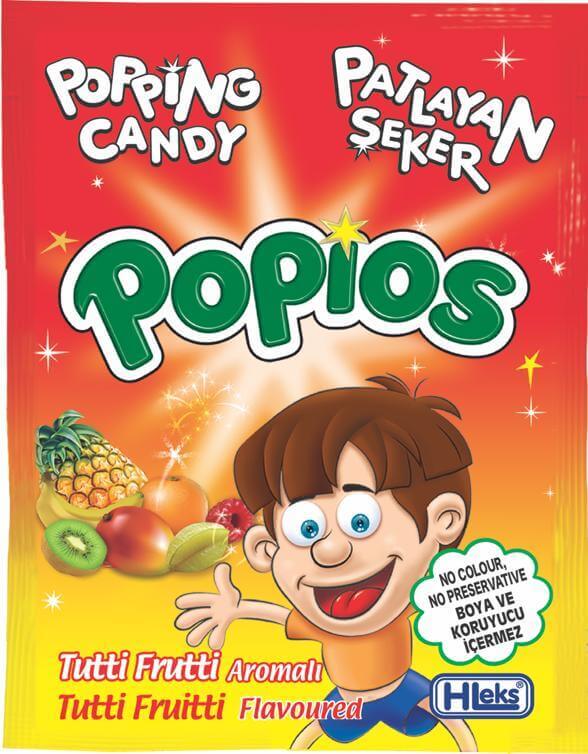 POPPING
CANDY
PATLAYAN
ŞEKER
POPiOS
NO COLOUR,
NO PRESERVATIVE
BOYA VE
KORUYUCU
İÇERMEZ
Tutti Frutti Aromalı
Tutti Fruitti Flavoured
HLeks®